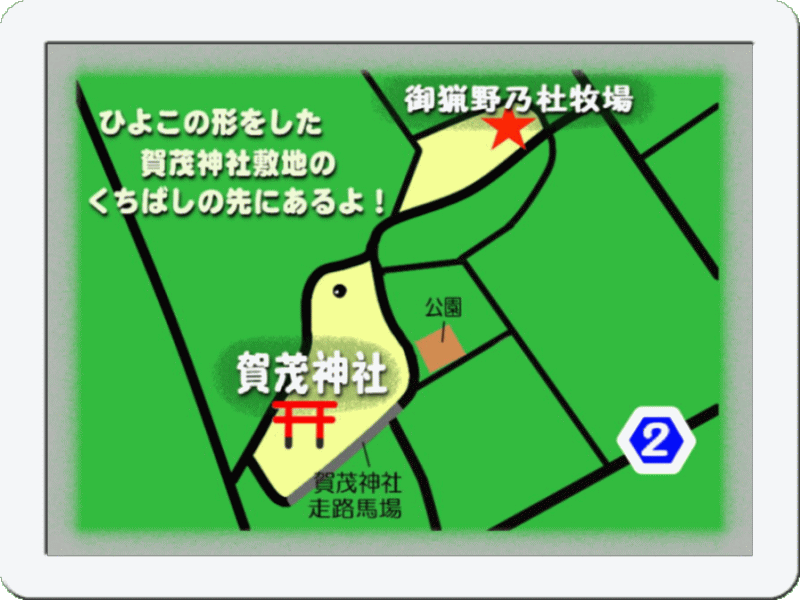 ひよこの形をした
賀茂神社敷地の
くちばしの先にあるよ！
御猟野乃杜牧場
公園
賀茂神社
賀茂神社
走路馬場
2